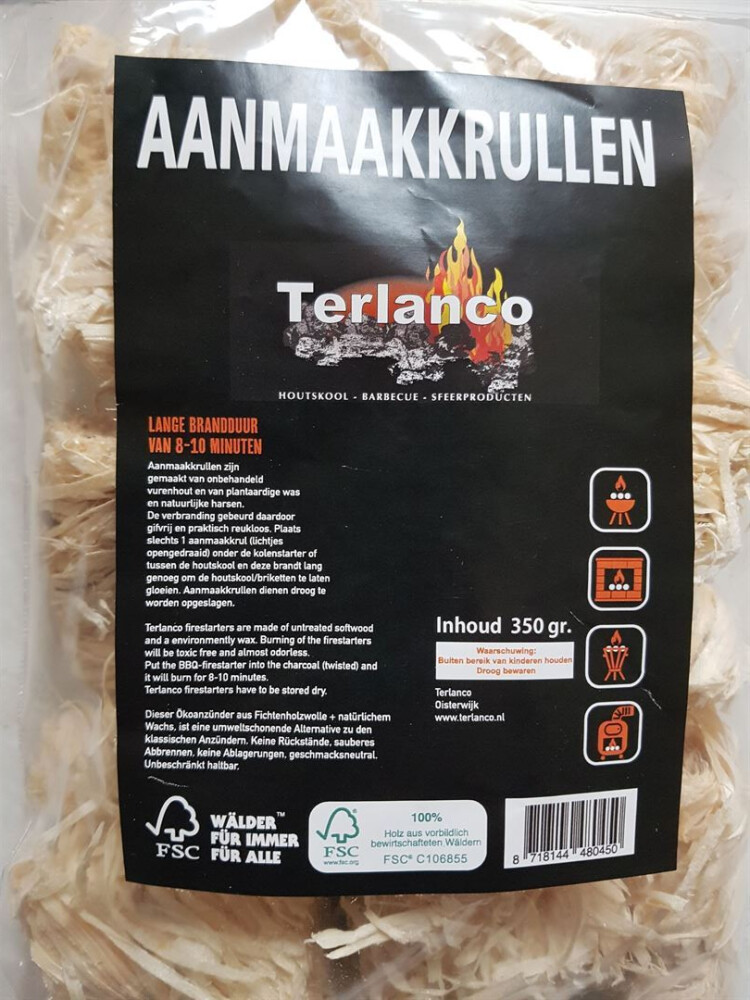 AANMAAKKRULLEN
Terlanco
HOUTSKOOL - BARBECUE - SFEERPRODUCTEN
LANGE BRANDDUUR
VAN 8-10 MINUTEN
Aanmaakkrullen zijn
gemaakt van onbehandeld
vurenhout en van plantaardige was
en natuurlijke harsen.
De verbranding gebeurd daardoor
gifvrij en praktisch reukloos. Plaats
slechts 1 aanmaakkrul (lichtjes
opengedraaid) onder de kolenstarter of
tussen de houtskool en deze brandt lang
genoeg om de houtskool/briketten te laten
gloeien. Aanmaakkrullen dienen droog te
worden opgeslagen.
Terlanco firestarters are made of untreated softwood
and a environmenty wax. Burning of the firestarters
will be toxic free and almost odorless.
Put the BBQ-firestarter into the charcoal (twisted) and
it will burn for 8-10 minutes.
Terlanco firestarters have to be stored dry.
Dieser Ökoanzünder aus Fichtenholzwolle + natürlichem
Wachs, ist eine umweltschonende Alternative zu den
klassischen Anzündern. Keine Rückstände, sauberes
Abbrennen, keine Ablagerungen, geschmacksneutral.
Unbeschränkt haltbar.
Inhoud 350 gr.
Waarschuwing:
Buiten bereik van kinderen houden
Droog bewaren
Terlanco
Oisterwijk
www.terlanco.nl
FSC
WÄLDER™
FÜR IMMER
FÜR ALLE
FSC
www.fsc.org
100%
Holz aus vorbildlich
bewirtschafteten Wäldern
FSC® C106855
8 718144 480450